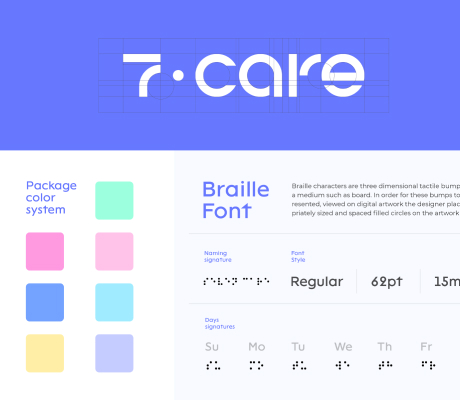 7·care
Package
color
system
Braille
Font
Braille characters are three dimensional tactile bump
a medium such as board. In order for these bumps to
resented, viewed on digital artwork the designer plac
priately sized and spaced filled circles on the artwork
Naming
signature
⠎⠑⠧⠑⠝ ⠉⠁⠗⠑
Font
Style
Regular 62pt 15m
Days
signatures
Su Mo Tu We Th Fr
⠎⠥ ⠍⠕ ⠞⠥ ⠺⠑ ⠞⠓ ⠋⠗